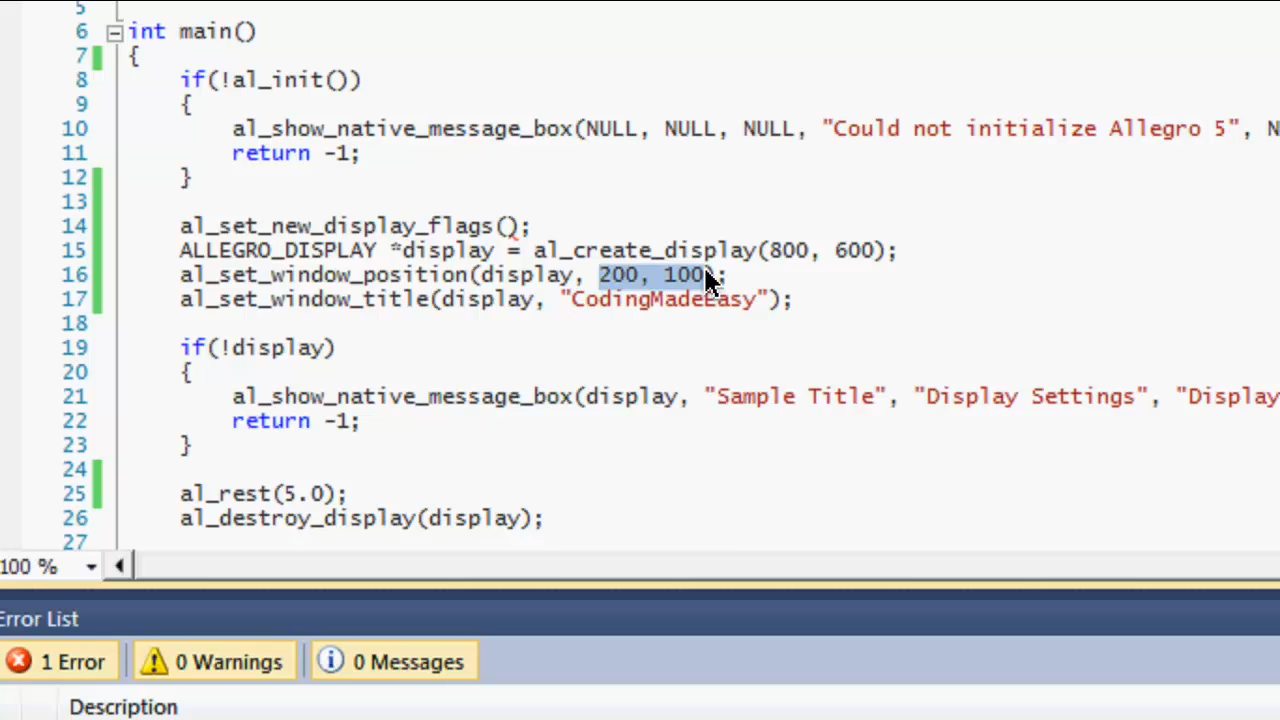 5
6 int main()
7 {
8 if(!al_init())
9 {
10 al_show_native_message_box(NULL, NULL, NULL, "Could not initialize Allegro 5", N
11 return -1;
12 }
13
14 al_set_new_display_flags();
15 ALLEGRO_DISPLAY *display = al_create_display(800, 600);
16 al_set_window_position(display, 200, 100);
17 al_set_window_title(display, "CodingMadeEasy");
18
19 if(!display)
20 {
21 al_show_native_message_box(display, "Sample Title", "Display Settings", "Display
22 return -1;
23 }
24
25 al_rest(5.0);
26 al_destroy_display(display);
27
100 %
Error List
1 Error 0 Warnings 0 Messages
Description